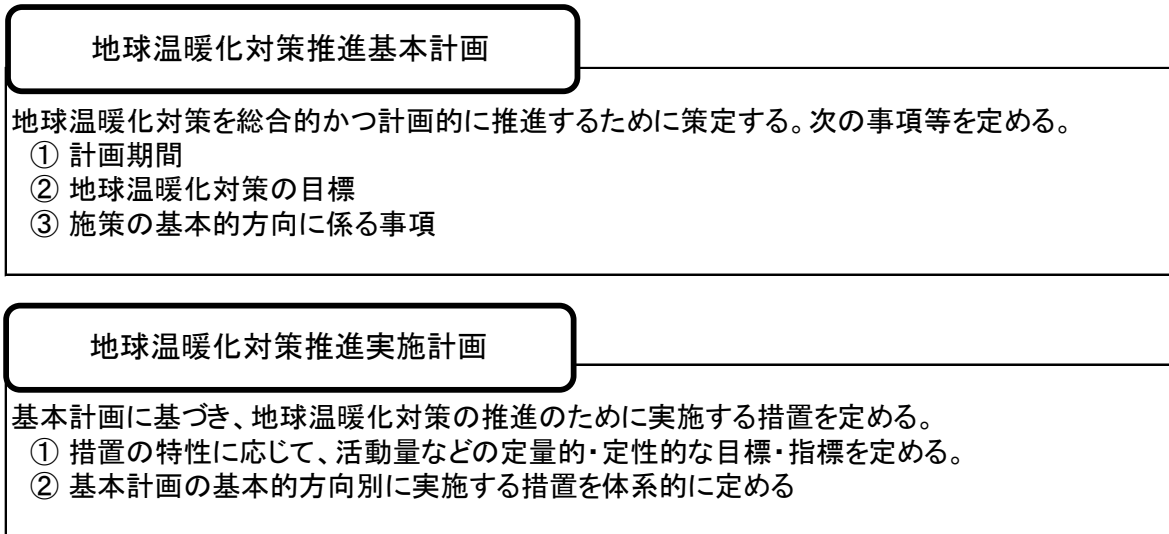 地球温暖化対策推進基本計画
地球温暖化対策を総合的かつ計画的に推進するために策定する。次の事項等を定める。
① 計画期間
② 地球温暖化対策の目標
③ 施策の基本的方向に係る事項
地球温暖化対策推進実施計画
基本計画に基づき、地球温暖化対策の推進のために実施する措置を定める。
① 措置の特性に応じて、活動量などの定量的・定性的な目標・指標を定める。
② 基本計画の基本的方向別に実施する措置を体系的に定める